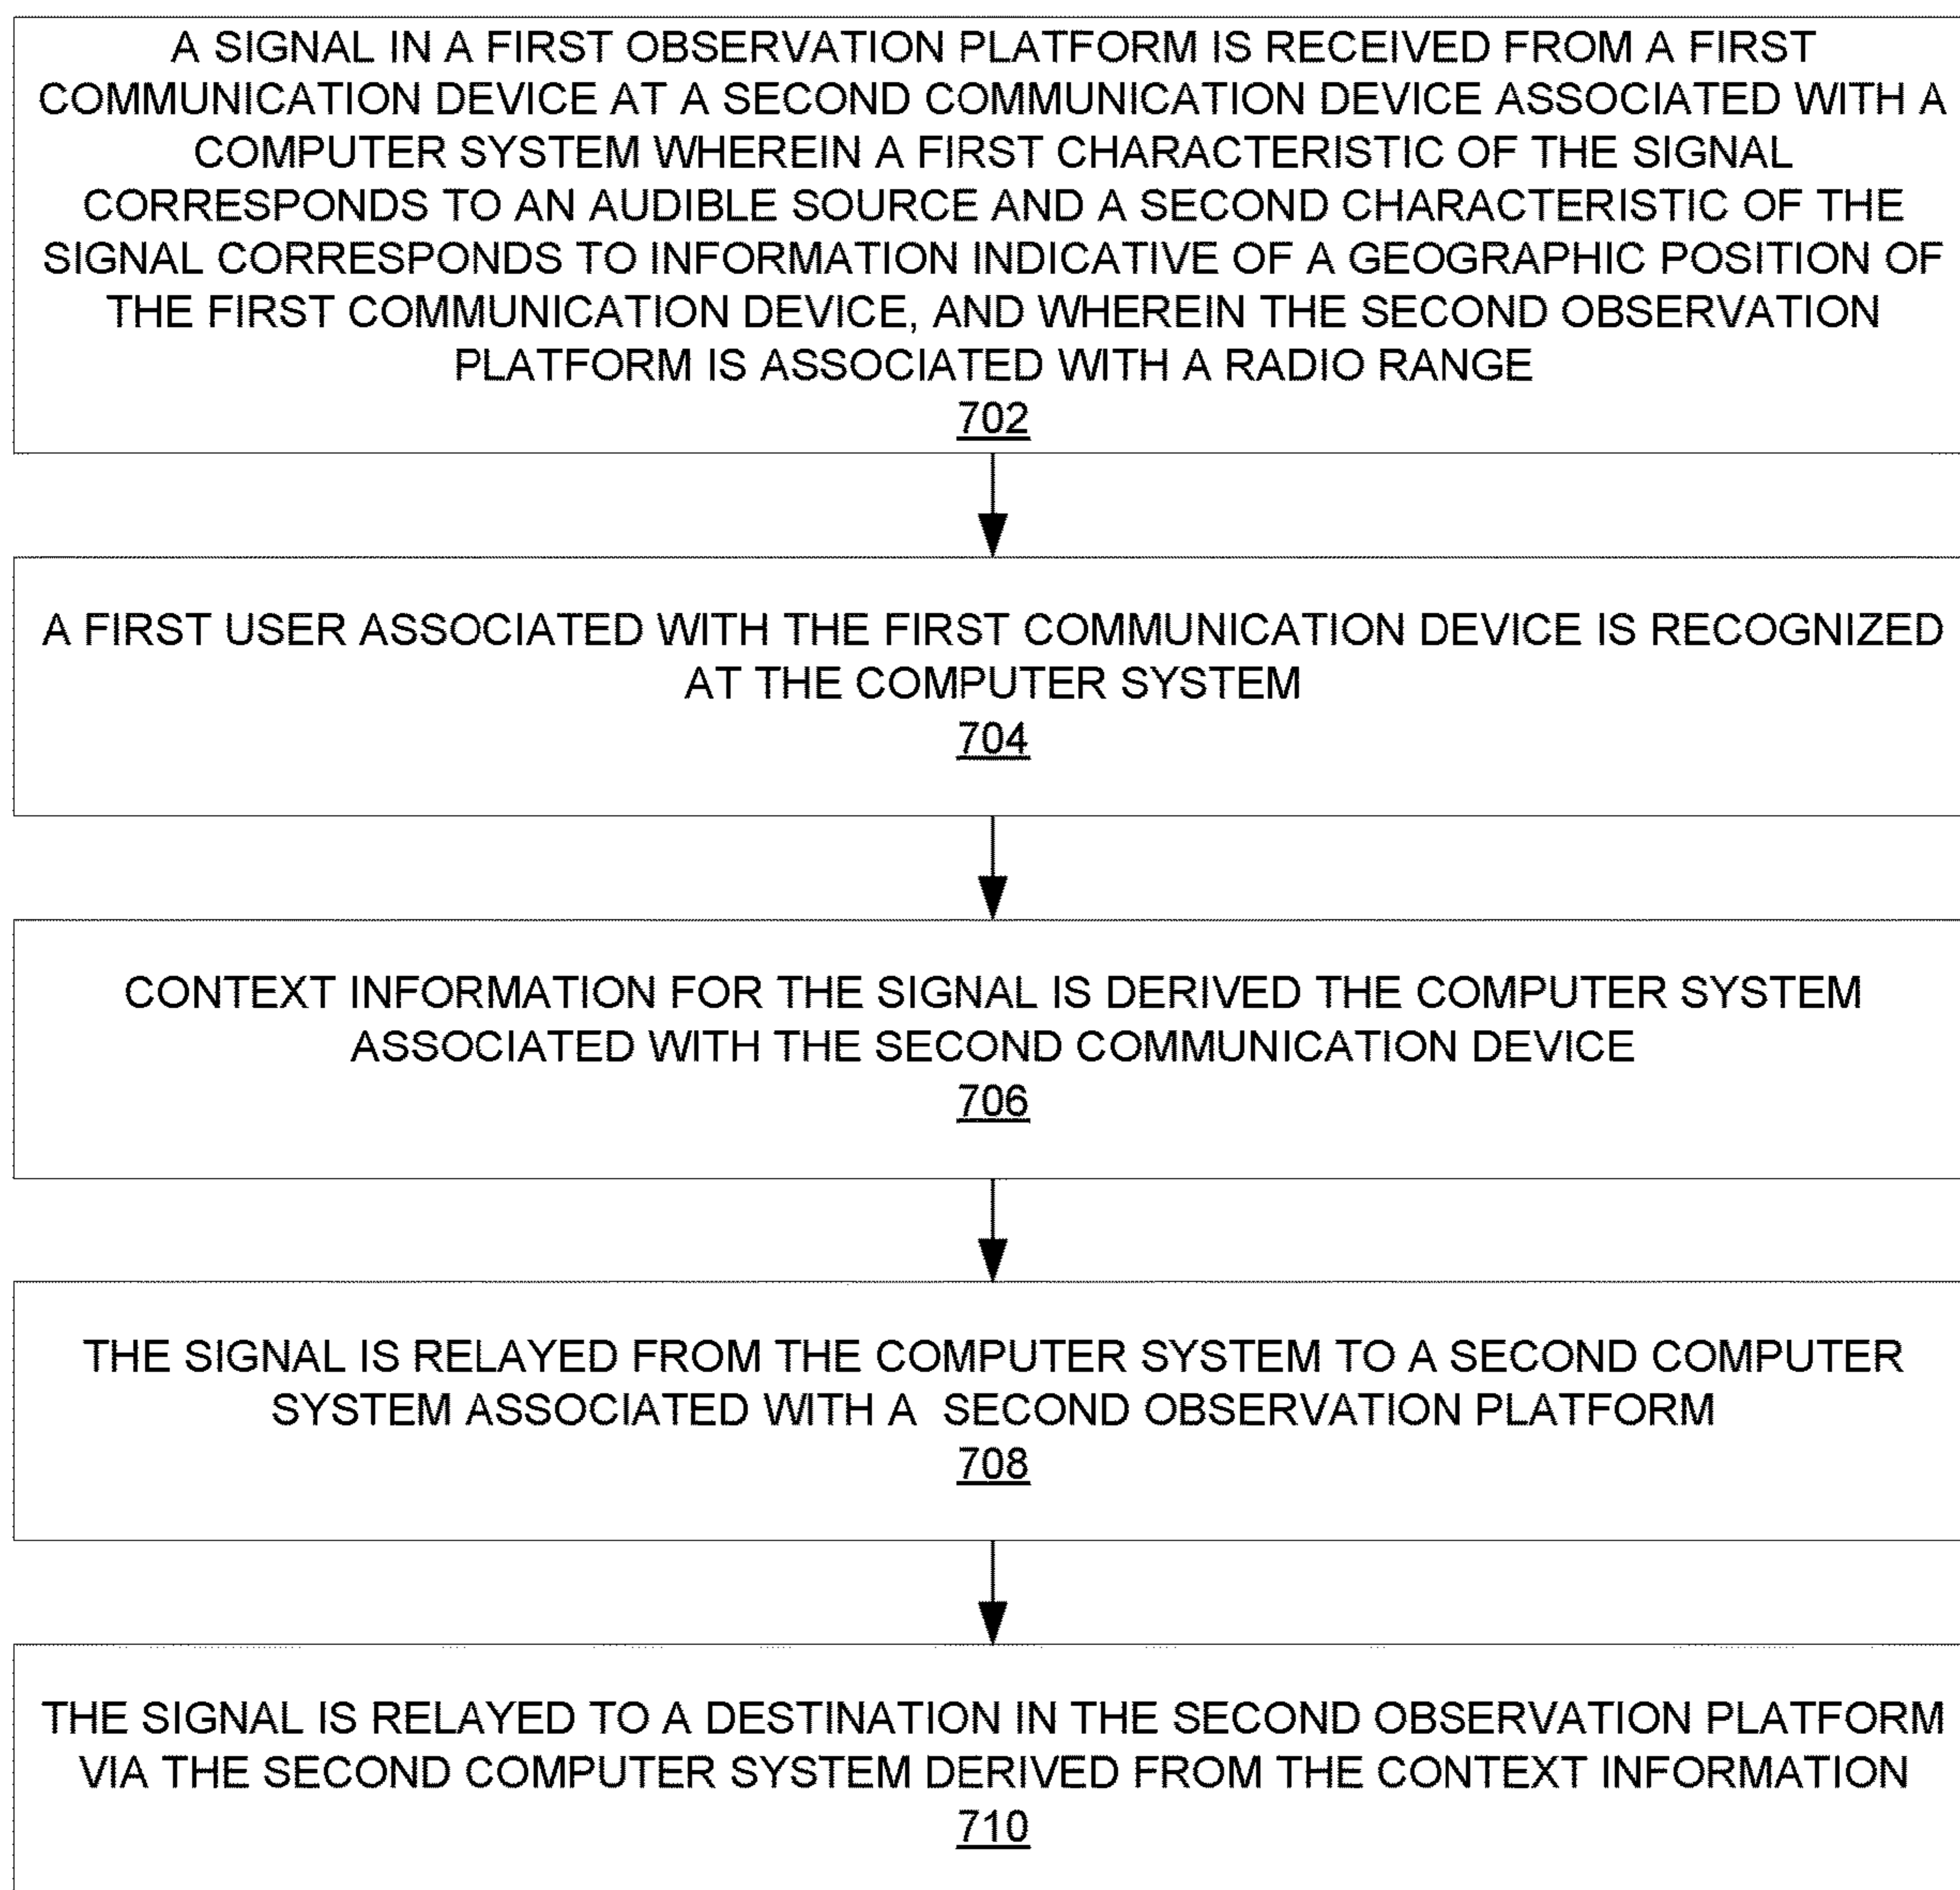 A SIGNAL IN A FIRST OBSERVATION PLATFORM IS RECEIVED FROM A FIRST
COMMUNICATION DEVICE AT A SECOND COMMUNICATION DEVICE ASSOCIATED WITH A
COMPUTER SYSTEM WHEREIN A FIRST CHARACTERISTIC OF THE SIGNAL
CORRESPONDS TO AN AUDIBLE SOURCE AND A SECOND CHARACTERISTIC OF THE
SIGNAL CORRESPONDS TO INFORMATION INDICATIVE OF A GEOGRAPHIC POSITION OF
THE FIRST COMMUNICATION DEVICE, AND WHEREIN THE SECOND OBSERVATION
PLATFORM IS ASSOCIATED WITH A RADIO RANGE
702
A FIRST USER ASSOCIATED WITH THE FIRST COMMUNICATION DEVICE IS RECOGNIZED
AT THE COMPUTER SYSTEM
704
CONTEXT INFORMATION FOR THE SIGNAL IS DERIVED THE COMPUTER SYSTEM
ASSOCIATED WITH THE SECOND COMMUNICATION DEVICE
706
THE SIGNAL IS RELAYED FROM THE COMPUTER SYSTEM TO A SECOND COMPUTER
SYSTEM ASSOCIATED WITH A SECOND OBSERVATION PLATFORM
708
THE SIGNAL IS RELAYED TO A DESTINATION IN THE SECOND OBSERVATION PLATFORM
VIA THE SECOND COMPUTER SYSTEM DERIVED FROM THE CONTEXT INFORMATION
710